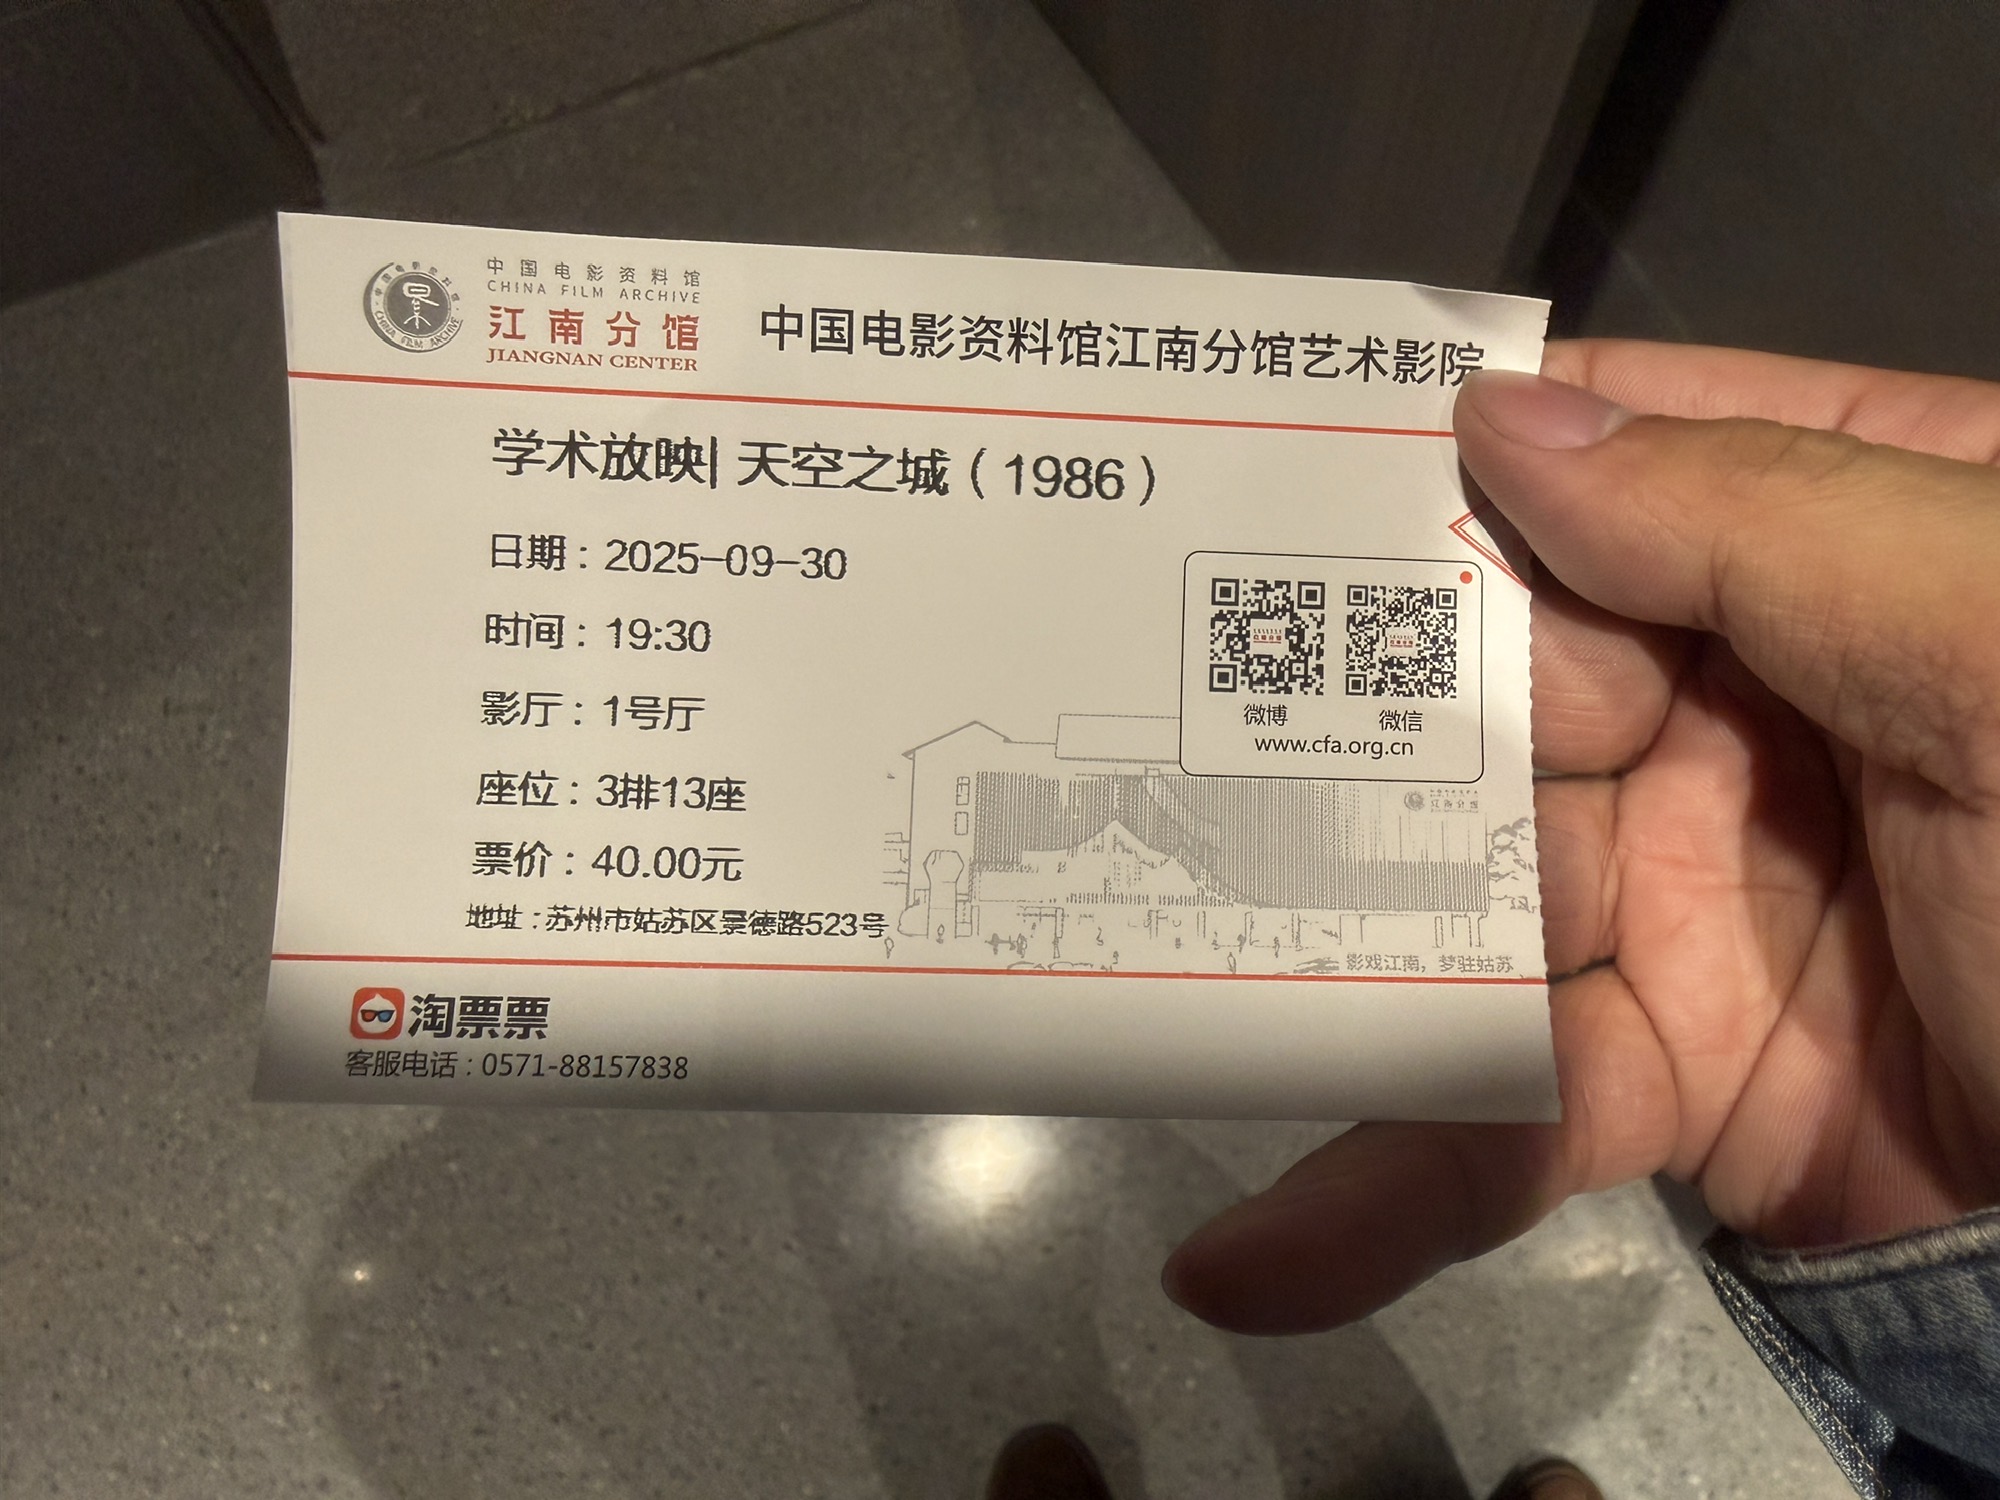 中国电影资料馆
CHINA FILM ARCHIVE
江南分馆
JIANGNAN CENTER
中国电影资料馆江南分馆艺术影院
学术放映| 天空之城（1986）
日期：2025-09-30
时间：19:30
影厅：1号厅
座位：3排13座
票价：40.00元
地址：苏州市姑苏区景德路523号
微博
微信
www.cfa.org.cn
江南分馆
影戏江南，梦驻姑苏
淘票票
客服电话：0571-88157838